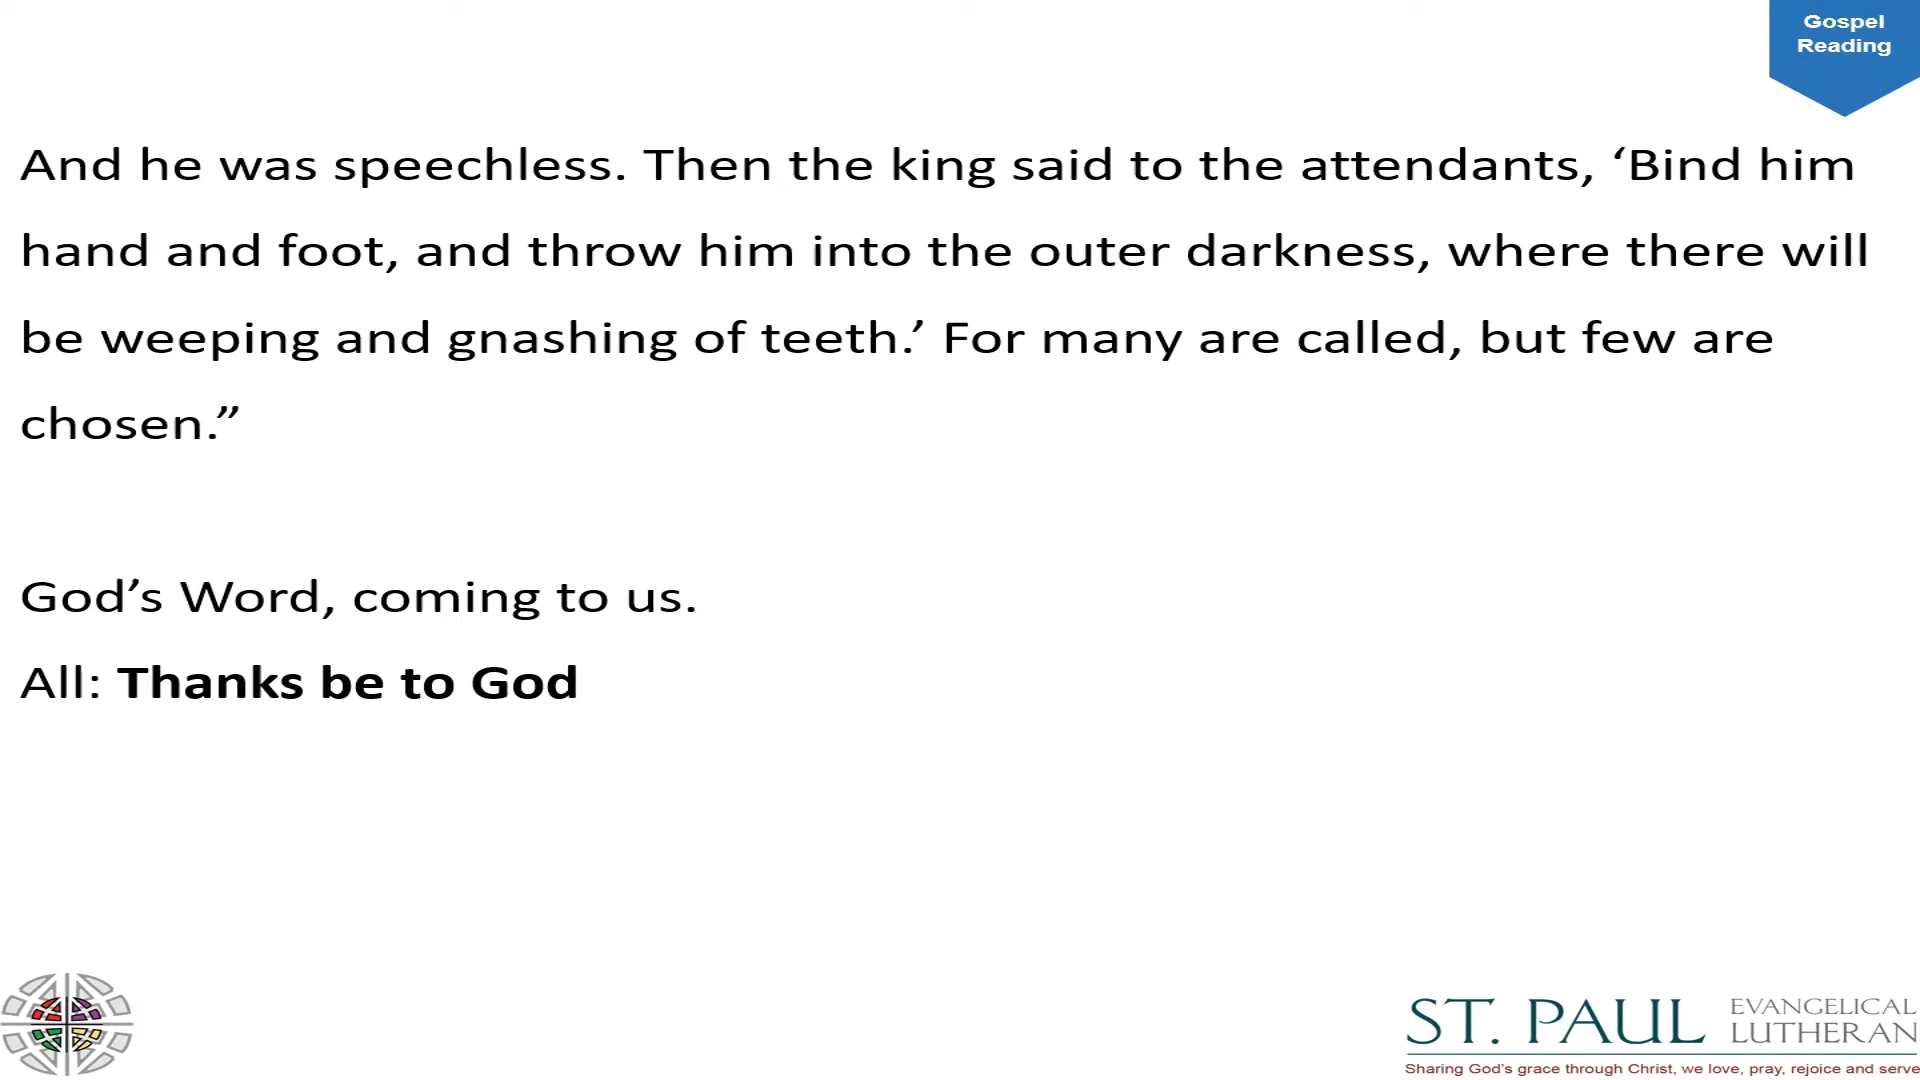 Gospel
Reading
And he was speechless. Then the king said to the attendants, ‘Bind him
hand and foot, and throw him into the outer darkness, where there will
be weeping and gnashing of teeth.’ For many are called, but few are
chosen.”
God’s Word, coming to us.
All: Thanks be to God
ST. PAUL EVANGELICAL
LUTHERAN
Sharing God's grace through Christ, we love, pray, rejoice and serve